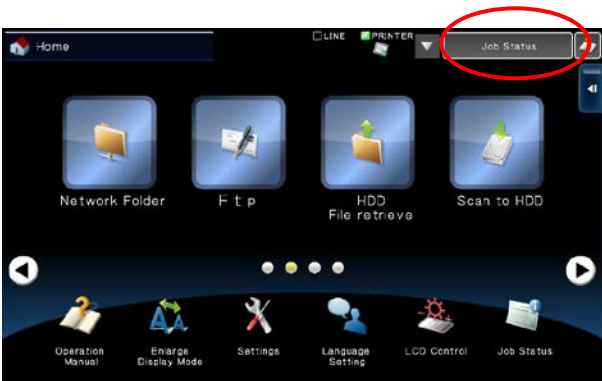 Home
LINE PRINTER
Job Status
Network Folder
Ftp
HDD
File retrieve
Scan to HDD
Operation
Manual
Enlarge
Display Mode
Settings
Language
Setting
LCD Control
Job Status